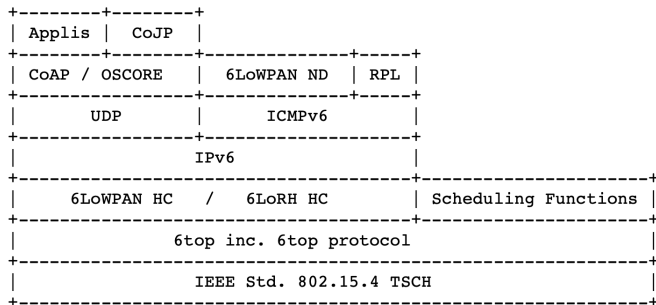 Applis | CoJP
CoAP / OSCORE | 6LoWPAN ND | RPL
UDP | ICMPv6
IPv6
6LoWPAN HC / 6LoRH HC | Scheduling Functions
6top inc. 6top protocol
IEEE Std. 802.15.4 TSCH